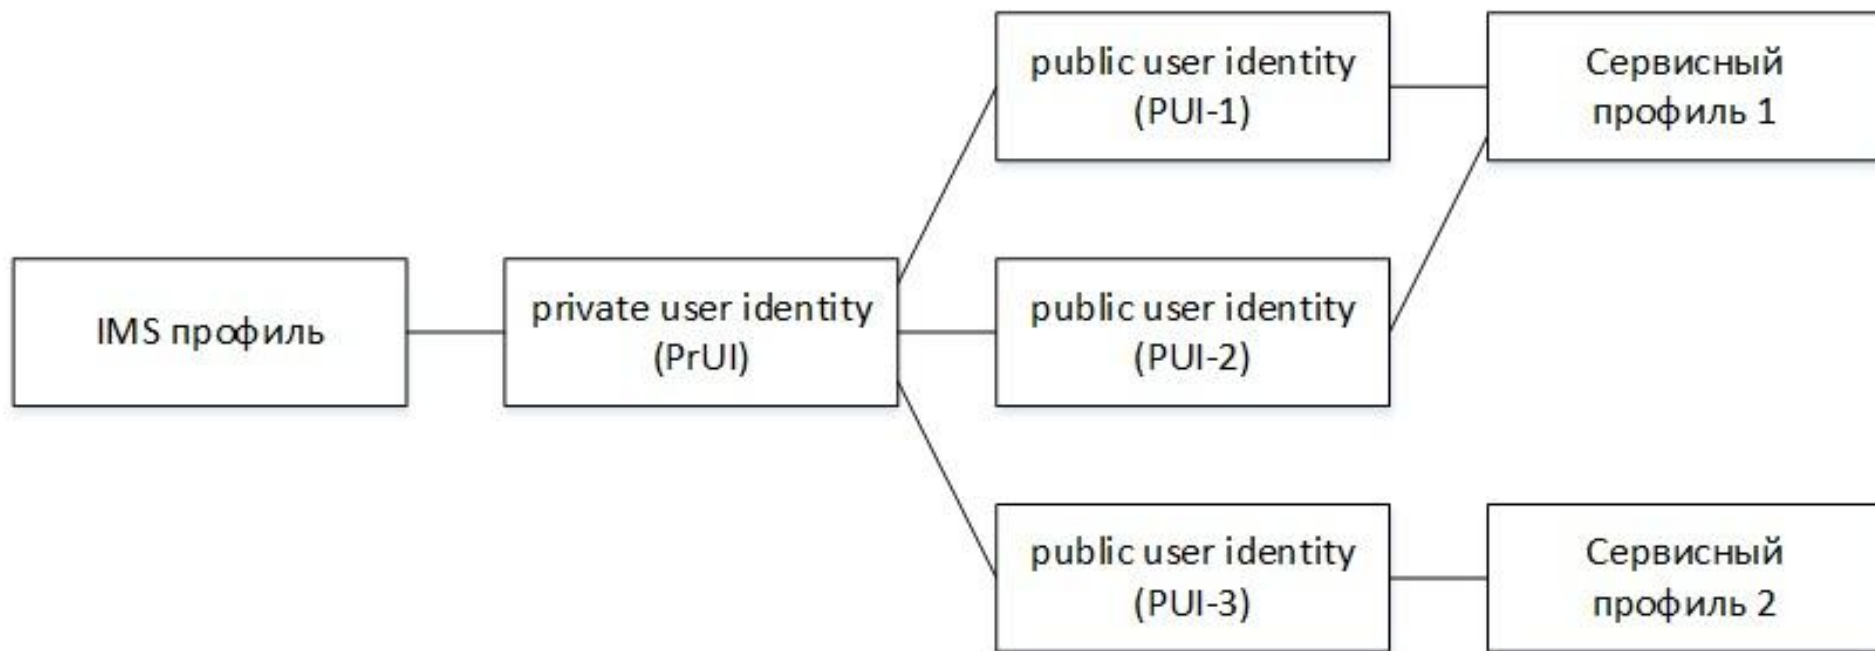 public user identity
(PUI-1)
Сервисный
профиль 1
IMS профиль
private user identity
(PrUI)
public user identity
(PUI-2)
public user identity
(PUI-3)
Сервисный
профиль 2